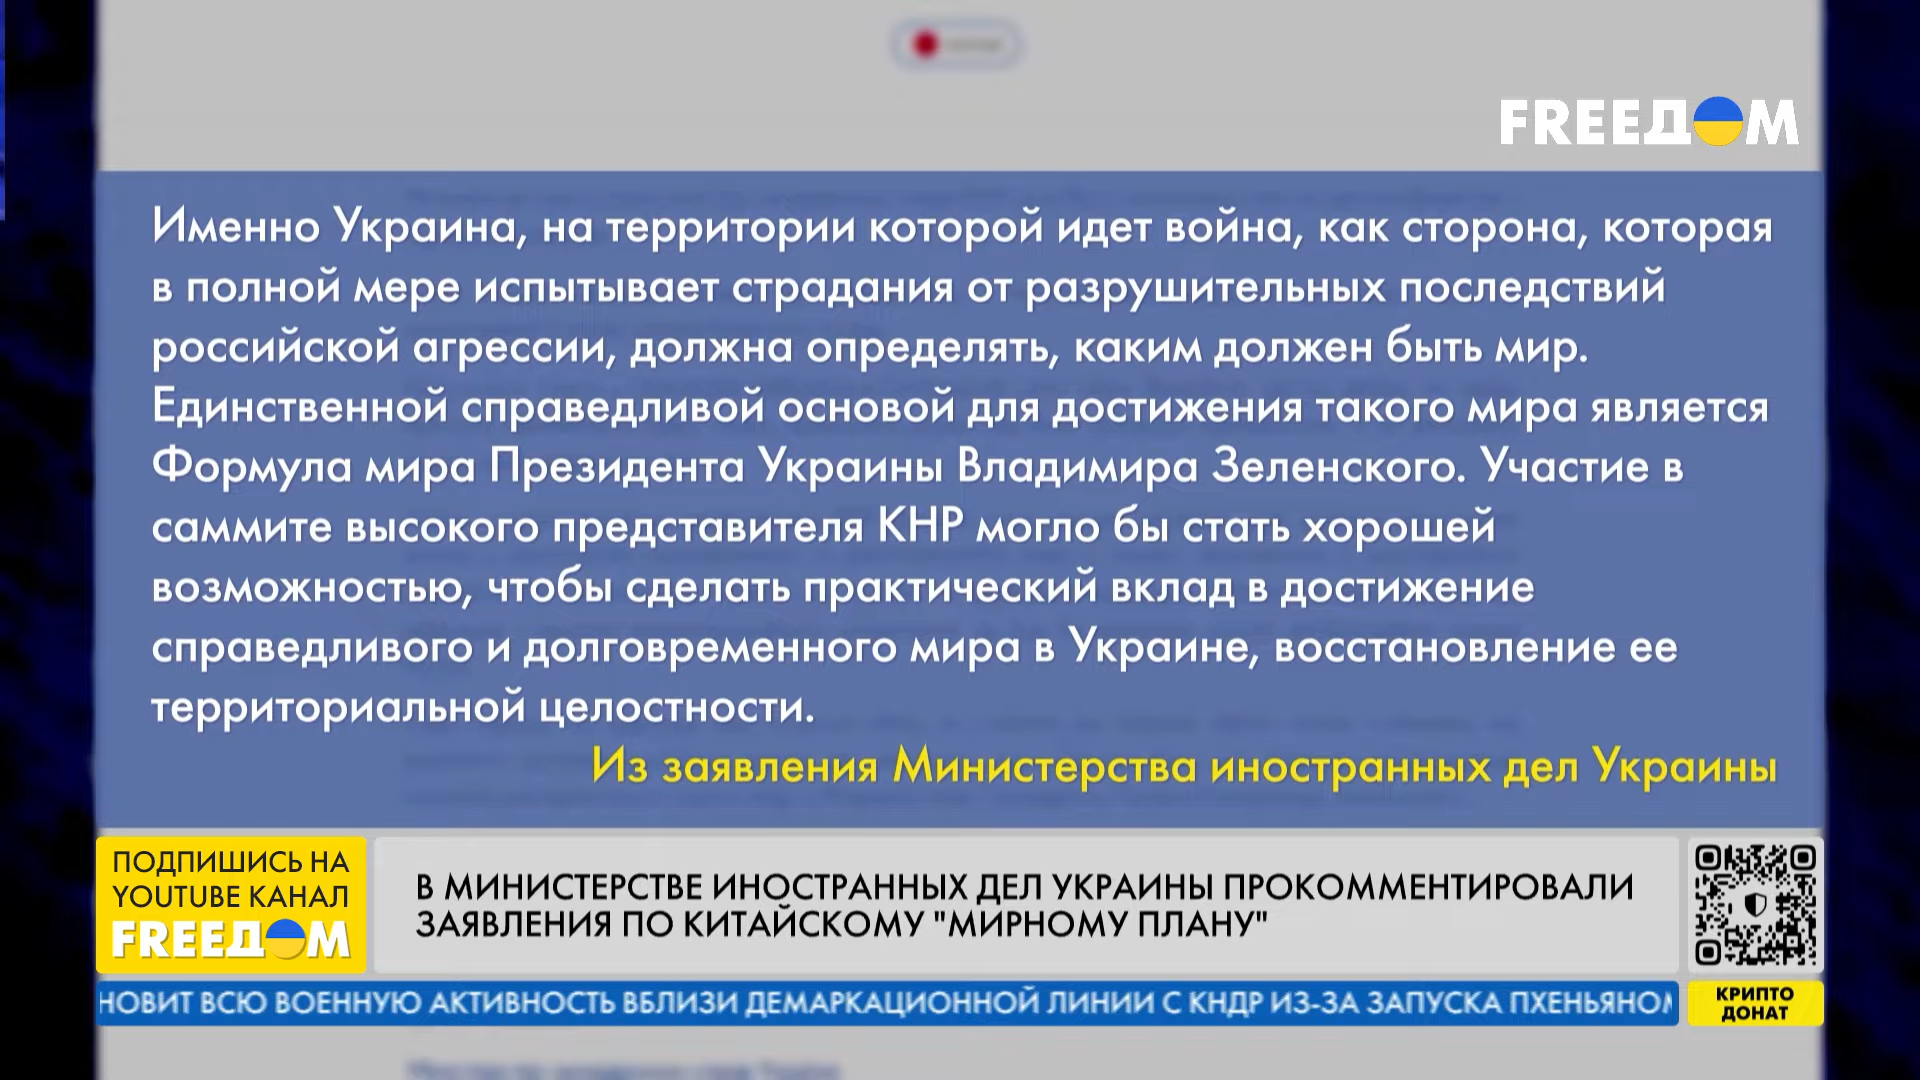 FREEДОМ
Именно Украина, на территории которой идет война, как сторона, которая
в полной мере испытывает страдания от разрушительных последствий
российской агрессии, должна определять, каким должен быть мир.
Единственной справедливой основой для достижения такого мира является
Формула мира Президента Украины Владимира Зеленского. Участие в
саммите высокого представителя КНР могло бы стать хорошей
возможностью, чтобы сделать практический вклад в достижение
справедливого и долговременного мира в Украине, восстановление ее
территориальной целостности.
Из заявления Министерства иностранных дел Украины
ПОДПИШИСЬ НА
YOUTUBE КАНАЛ
FREEДОМ
В МИНИСТЕРСТВЕ ИНОСТРАННЫХ ДЕЛ УКРАИНЫ ПРОКОММЕНТИРОВАЛИ
ЗАЯВЛЕНИЯ ПО КИТАЙСКОМУ "МИРНОМУ ПЛАНУ"
НОВИТ ВСЮ ВОЕННУЮ АКТИВНОСТЬ ВБЛИЗИ ДЕМАРКАЦИОННОЙ ЛИНИИ С КНДР ИЗ-ЗА ЗАПУСКА ПХЕНЬЯНОМ
КРИПТО
ДОНАТ